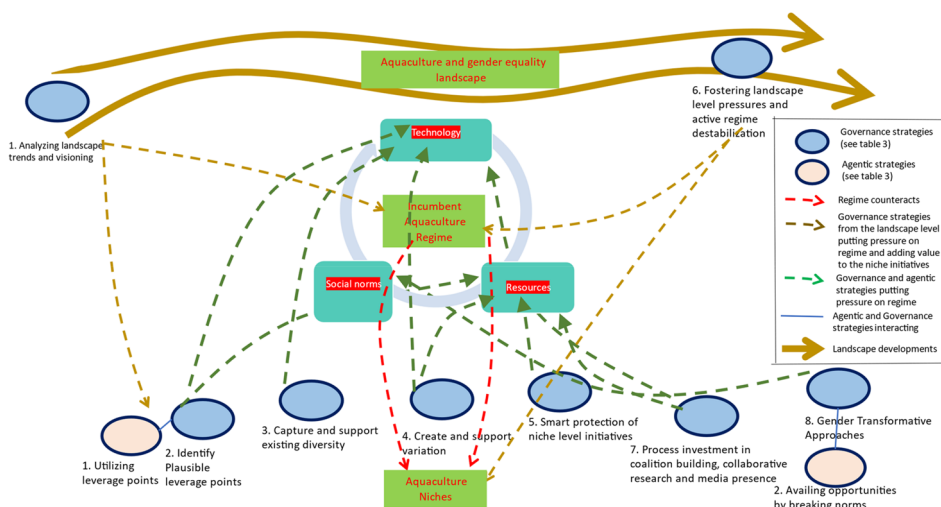 Aquaculture and gender equality
landscape
1. Analyzing landscape
trends and visioning
6. Fostering landscape
level pressures and
active regime
destabilization
Technology
Incumbent
Aquaculture
Regime
Social norms
Resources
Governance strategies
(see table 3)
Agentic strategies
(see table 3)
Regime counteracts
Governance strategies
from the landscape level
putting pressure on
regime and adding value
to the niche initiatives
Governance and agentic
strategies putting
pressure on regime
Agentic and Governance
strategies interacting
Landscape developments
1. Utilizing
leverage points
2. Identify
Plausible
leverage points
3. Capture and support
existing diversity
4. Create and support
variation
5. Smart protection of
niche level initiatives
7. Process investment in
coalition building, collaborative
research and media presence
8. Gender Transformative
Approaches
2. Availing opportunities
by breaking norms
Aquaculture
Niches